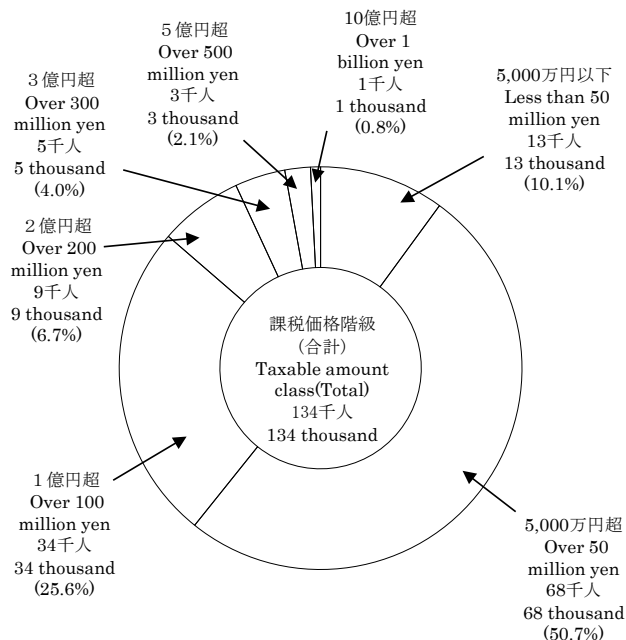 10億円超
Over 1
billion yen
1千人
1 thousand
(0.8%)
5億円超
Over 500
million yen
3千人
3 thousand
(2.1%)
3億円超
Over 300
million yen
5千人
5 thousand
(4.0%)
2億円超
Over 200
million yen
9千人
9 thousand
(6.7%)
1億円超
Over 100
million yen
34千人
34 thousand
(25.6%)
5,000万円以下
Less than 50
million yen
13千人
13 thousand
(10.1%)
課税価格階級
(合計)
Taxable amount
class(Total)
134千人
134 thousand
5,000万円超
Over 50
million yen
68千人
68 thousand
(50.7%)